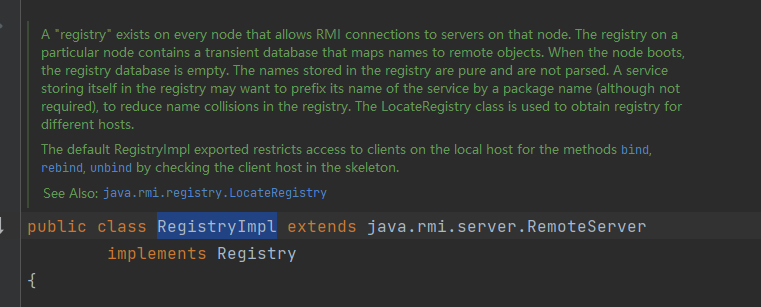 A "registry" exists on every node that allows RMI connections to servers on that node. The registry on a
particular node contains a transient database that maps names to remote objects. When the node boots,
the registry database is empty. The names stored in the registry are pure and are not parsed. A service
storing itself in the registry may want to prefix its name of the service by a package name (although not
required), to reduce name collisions in the registry. The LocateRegistry class is used to obtain registry for
different hosts.
The default RegistryImpl exported restricts access to clients on the local host for the methods bind,
rebind, unbind by checking the client host in the skeleton.
See Also: java.rmi.registry.LocateRegistry
public class RegistryImpl extends java.rmi.server.RemoteServer
implements Registry
{